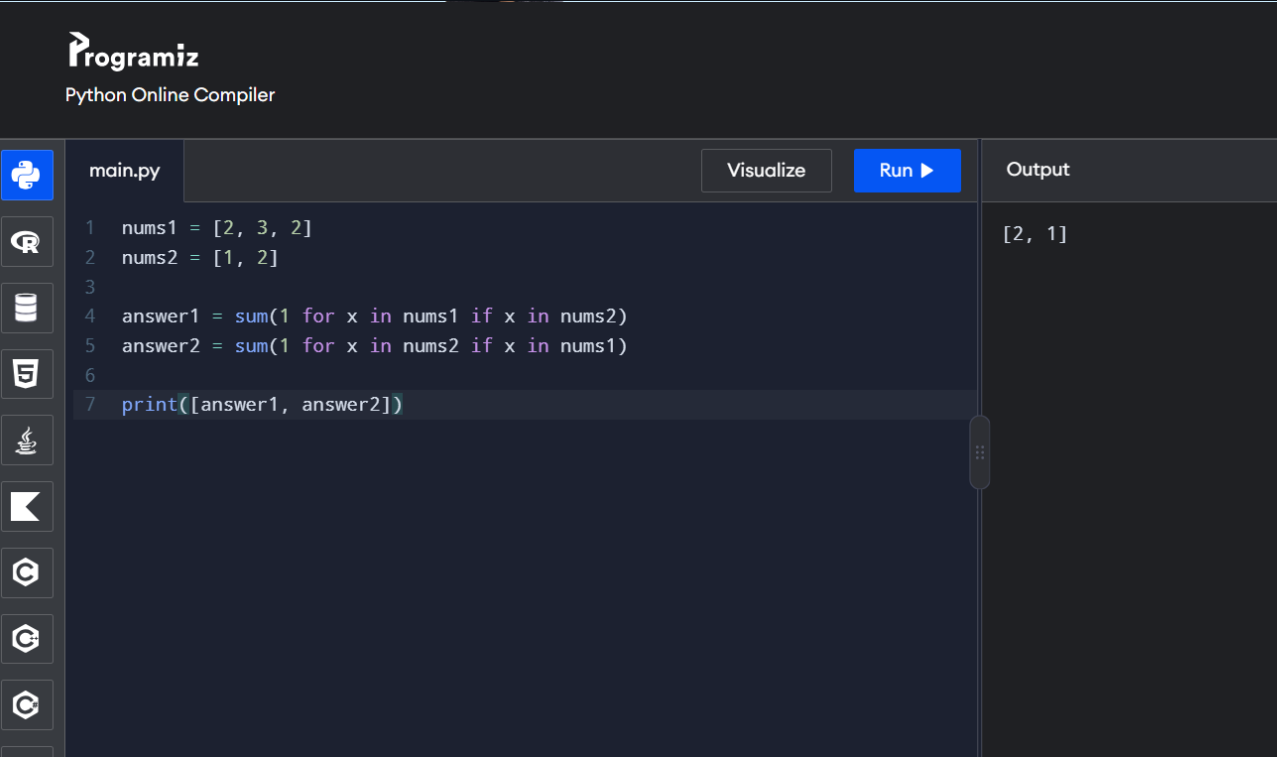 Programiz
Python Online Compiler
main.py
Visualize
Run
Output
1 nums1 = [2, 3, 2]
2 nums2 = [1, 2]
3
4 answer1 = sum(1 for x in nums1 if x in nums2)
5 answer2 = sum(1 for x in nums2 if x in nums1)
6
7 print([answer1, answer2])
[2, 1]